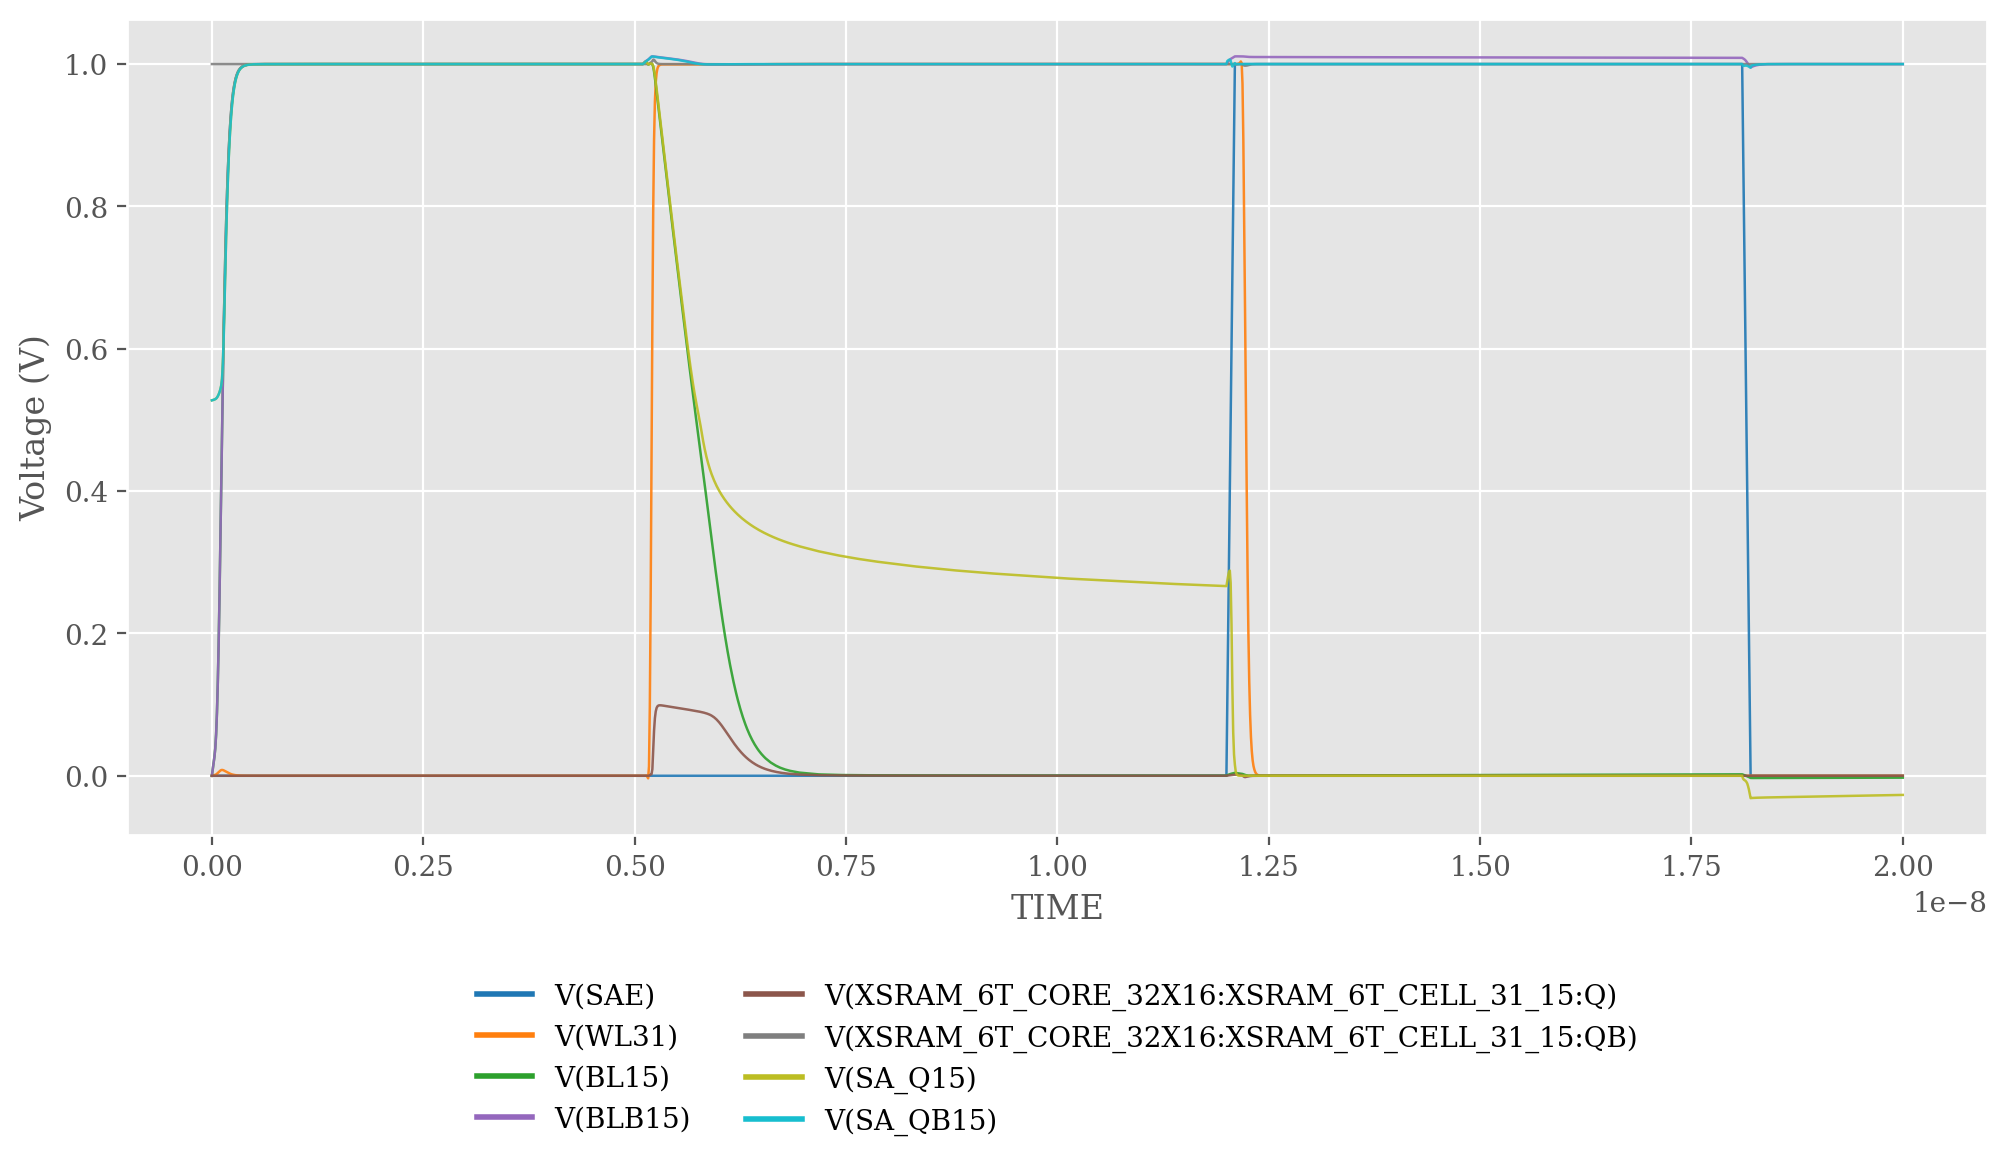 1.0
0.8
0.6
0.4
0.2
0.0
Voltage (V)
0.00 0.25 0.50 0.75 1.00 1.25 1.50 1.75 2.00
1e−8
TIME
V(SAE)
V(WL31)
V(BL15)
V(BLB15)
V(XSRAM_6T_CORE_32X16:XSRAM_6T_CELL_31_15:Q)
V(XSRAM_6T_CORE_32X16:XSRAM_6T_CELL_31_15:QB)
V(SA_Q15)
V(SA_QB15)